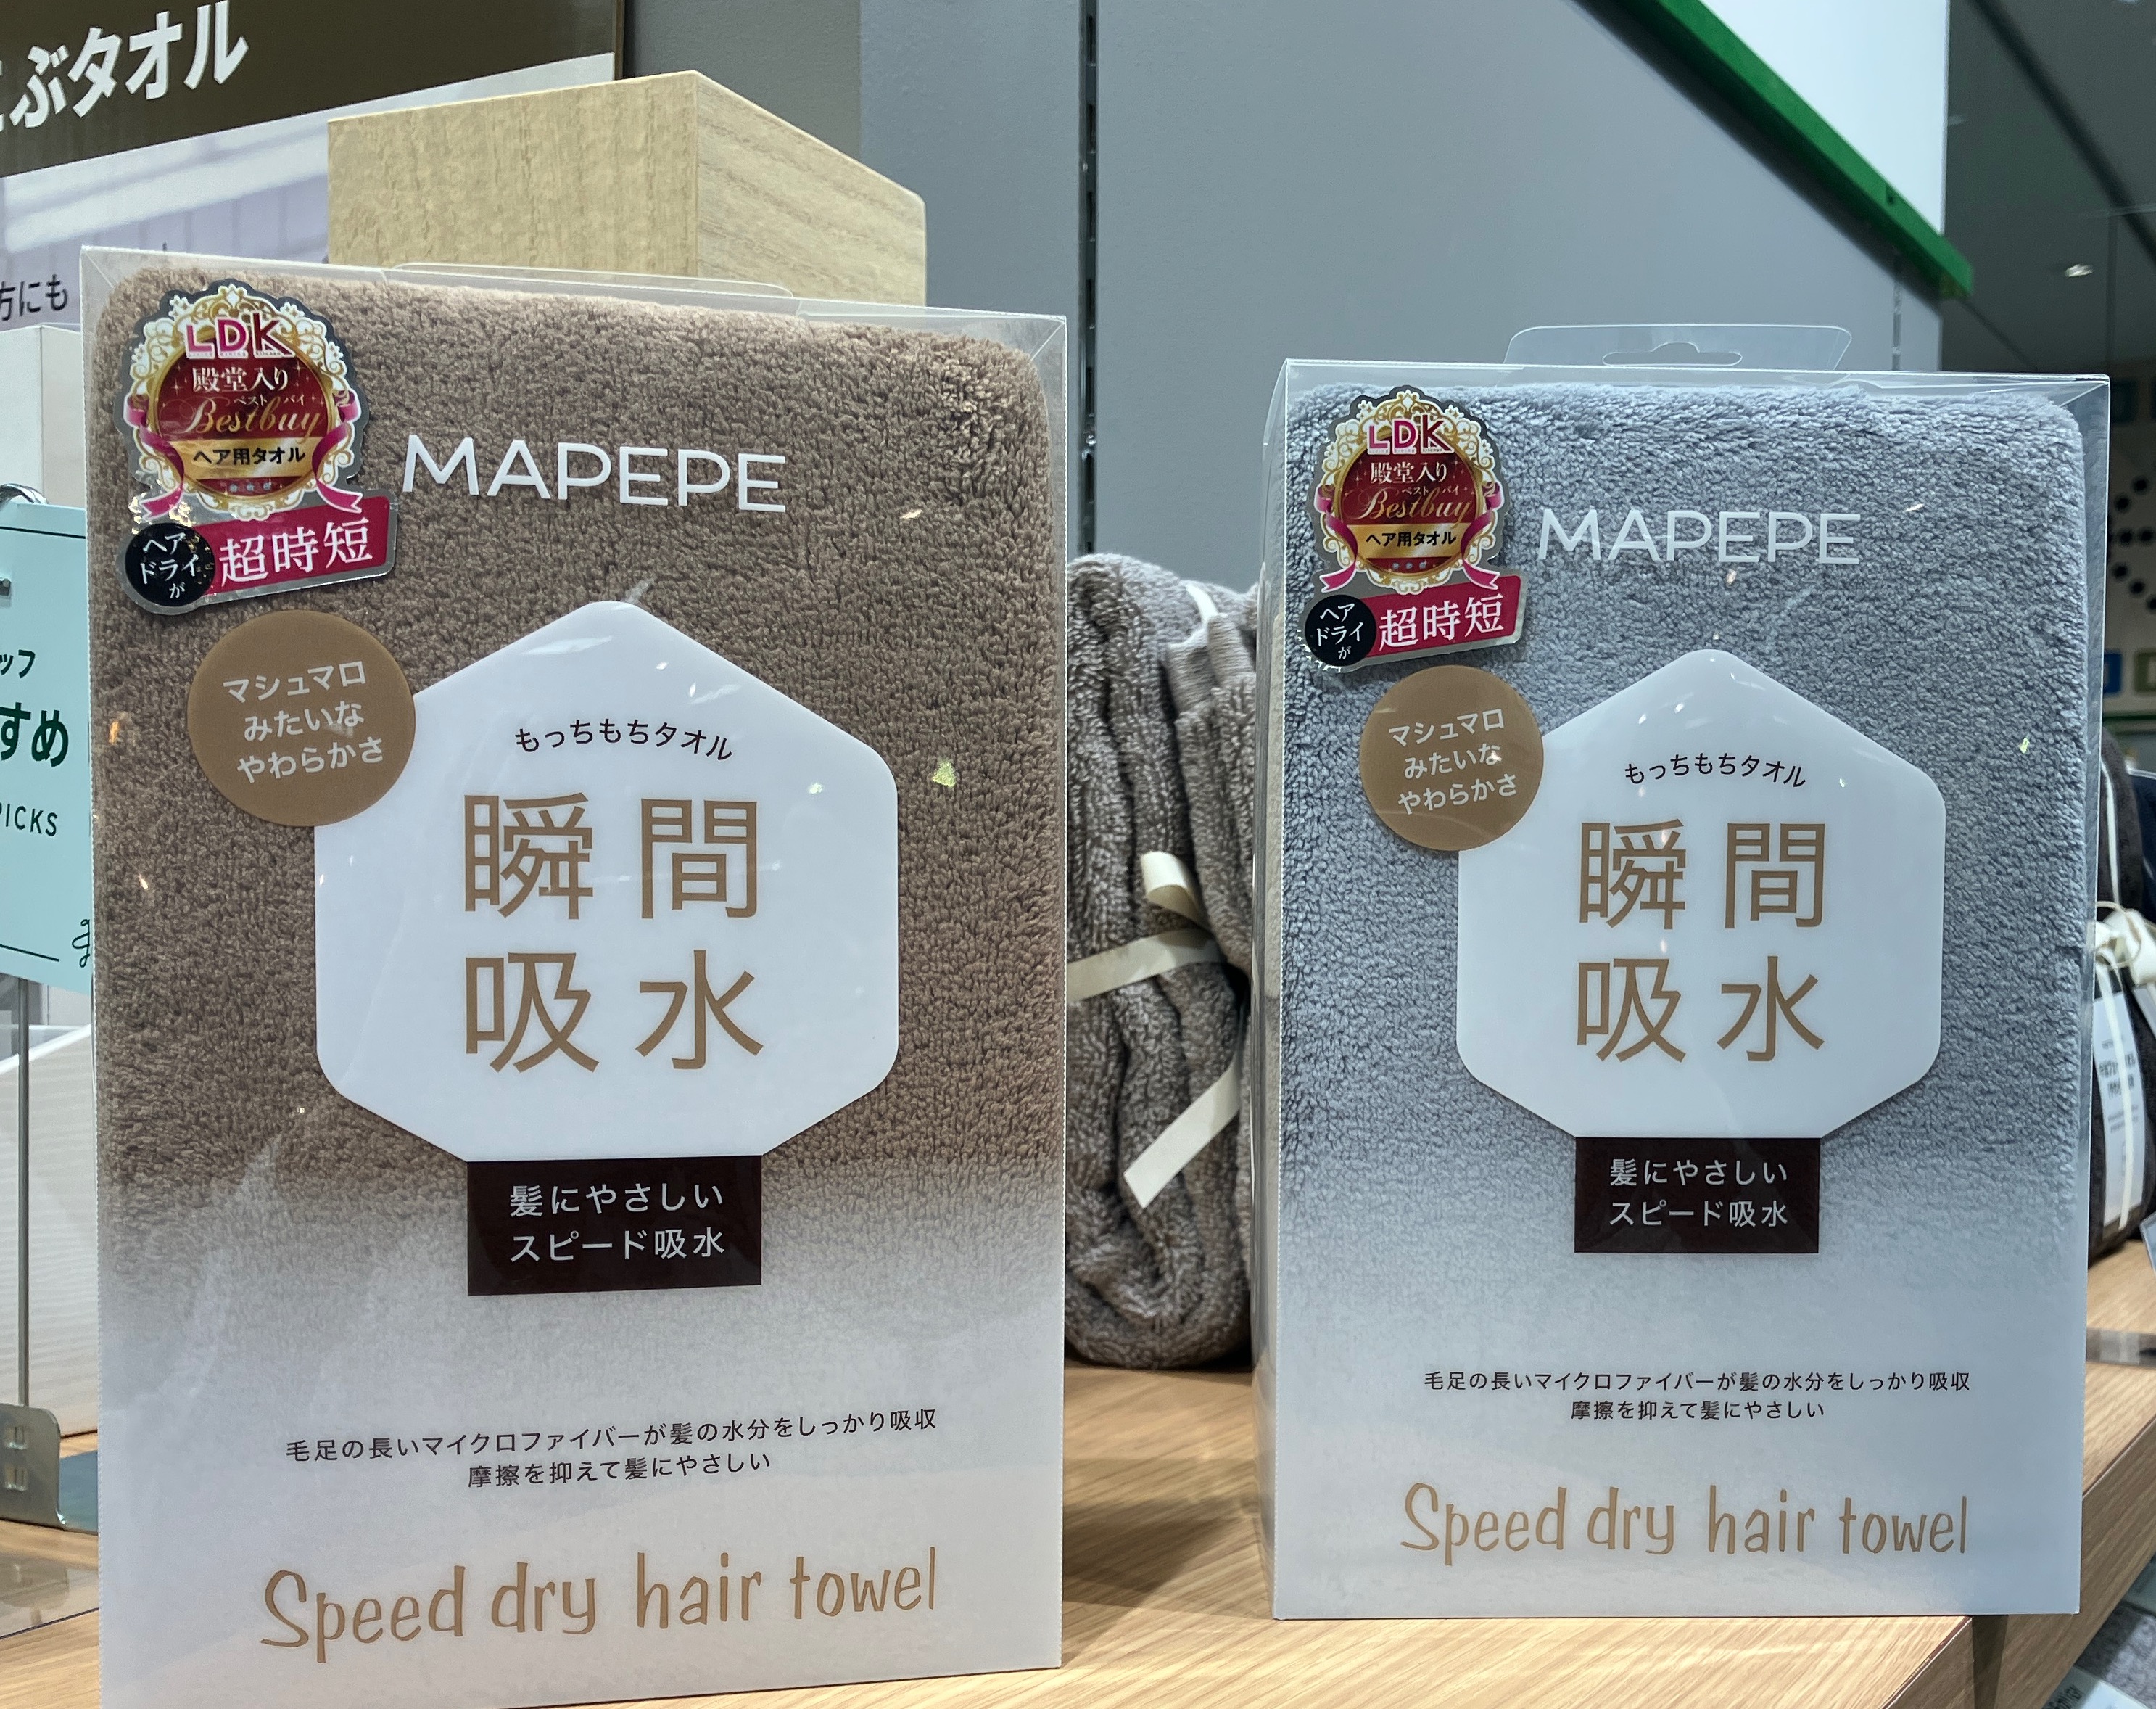 ぶタオル
方にも
ッフ
すめ
PICKS
LDK
殿堂入り
ベストバイ
Bestbuy
ヘア用タオル
ヘア
ドライ
が
超時短
MAPEPE
マシュマロ
みたいな
やわらかさ
もっちもちタオル
瞬間
吸水
髪にやさしい
スピード吸水
毛足の長いマイクロファイバーが髪の水分をしっかり吸収
摩擦を抑えて髪にやさしい
Speed dry hair towel
LDK
殿堂入り
ベストバイ
Bestbuy
ヘア用タオル
ヘア
ドライ
が
超時短
MAPEPE
マシュマロ
みたいな
やわらかさ
もっちもちタオル
瞬間
吸水
髪にやさしい
スピード吸水
毛足の長いマイクロファイバーが髪の水分をしっかり吸収
摩擦を抑えて髪にやさしい
Speed dry hair towel